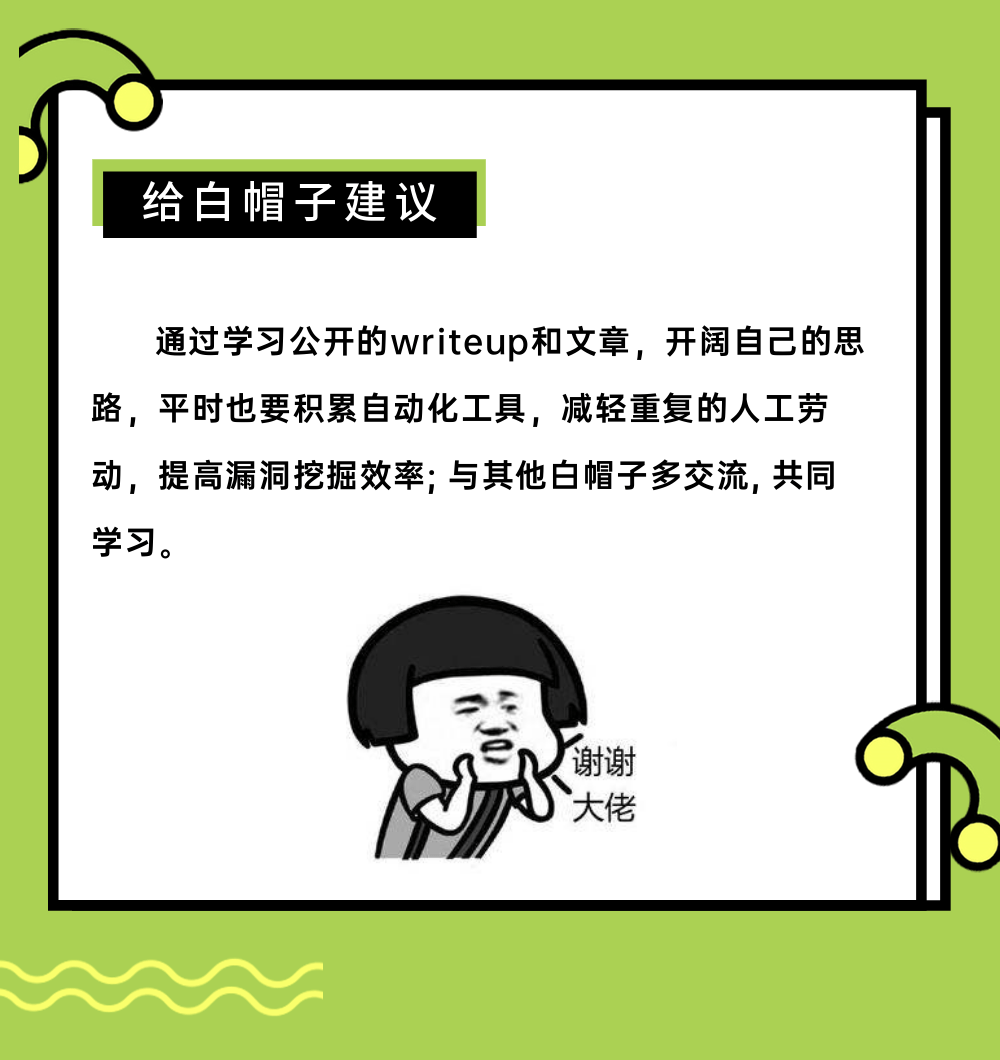 给白帽子建议
通过学习公开的writeup和文章，开阔自己的思
路，平时也要积累自动化工具，减轻重复的人工劳
动，提高漏洞挖掘效率; 与其他白帽子多交流, 共同
学习。
谢谢
大佬